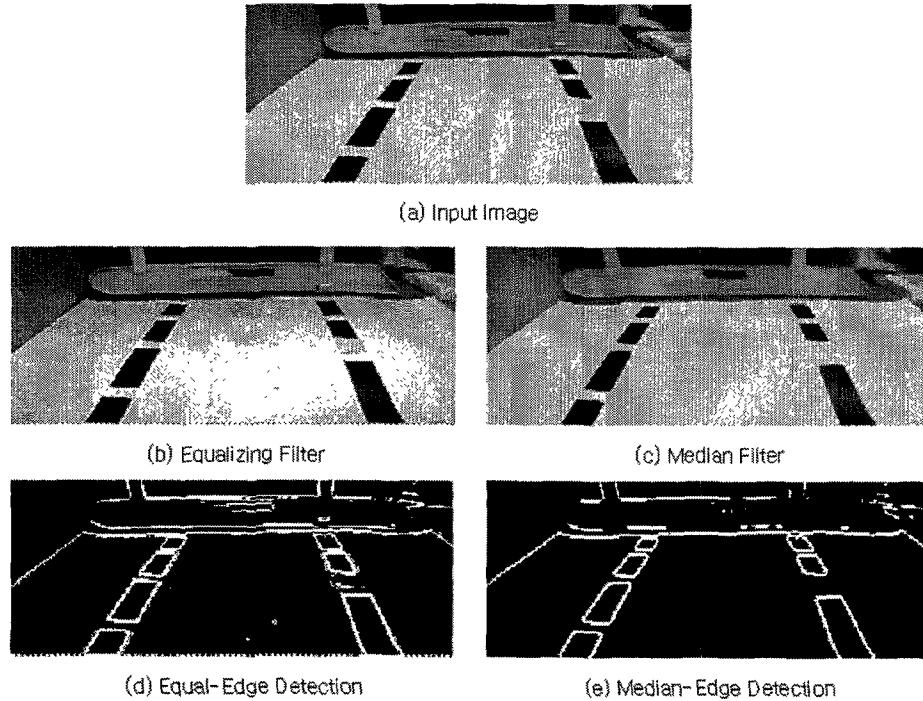 (a) Input Image
(b) Equalizing Filter
(c) Median Filter
(d) Equal-Edge Detection
(e) Median-Edge Detection